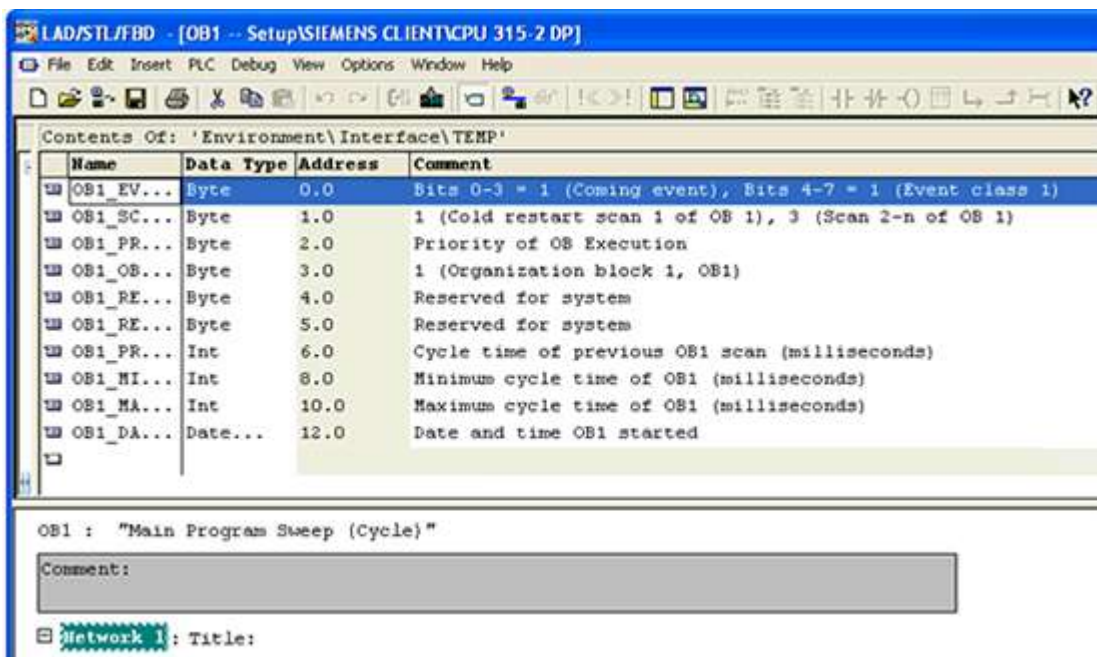 LAD/STL/FBD - [OB1 -- Setup\SIEMENS CLIENT\CPU 315-2 DP]
File Edit Insert PLC Debug View Options Window Help
Contents Of: 'Environment\Interface\TEMP'
Name Data Type Address Comment
OB1_EV... Byte 0.0 Bits 0-3 = 1 (Coming event), Bits 4-7 = 1 (Event class 1)
OB1_SC... Byte 1.0 1 (Cold restart scan 1 of OB 1), 3 (Scan 2-n of OB 1)
OB1_PR... Byte 2.0 Priority of OB Execution
OB1_OB... Byte 3.0 1 (Organization block 1, OB1)
OB1_RE... Byte 4.0 Reserved for system
OB1_RE... Byte 5.0 Reserved for system
OB1_PR... Int 6.0 Cycle time of previous OB1 scan (milliseconds)
OB1_MI... Int 8.0 Minimum cycle time of OB1 (milliseconds)
OB1_MA... Int 10.0 Maximum cycle time of OB1 (milliseconds)
OB1_DA... Date... 12.0 Date and time OB1 started
OB1 : "Main Program Sweep (Cycle)"
Comment:
Network 1 : Title: